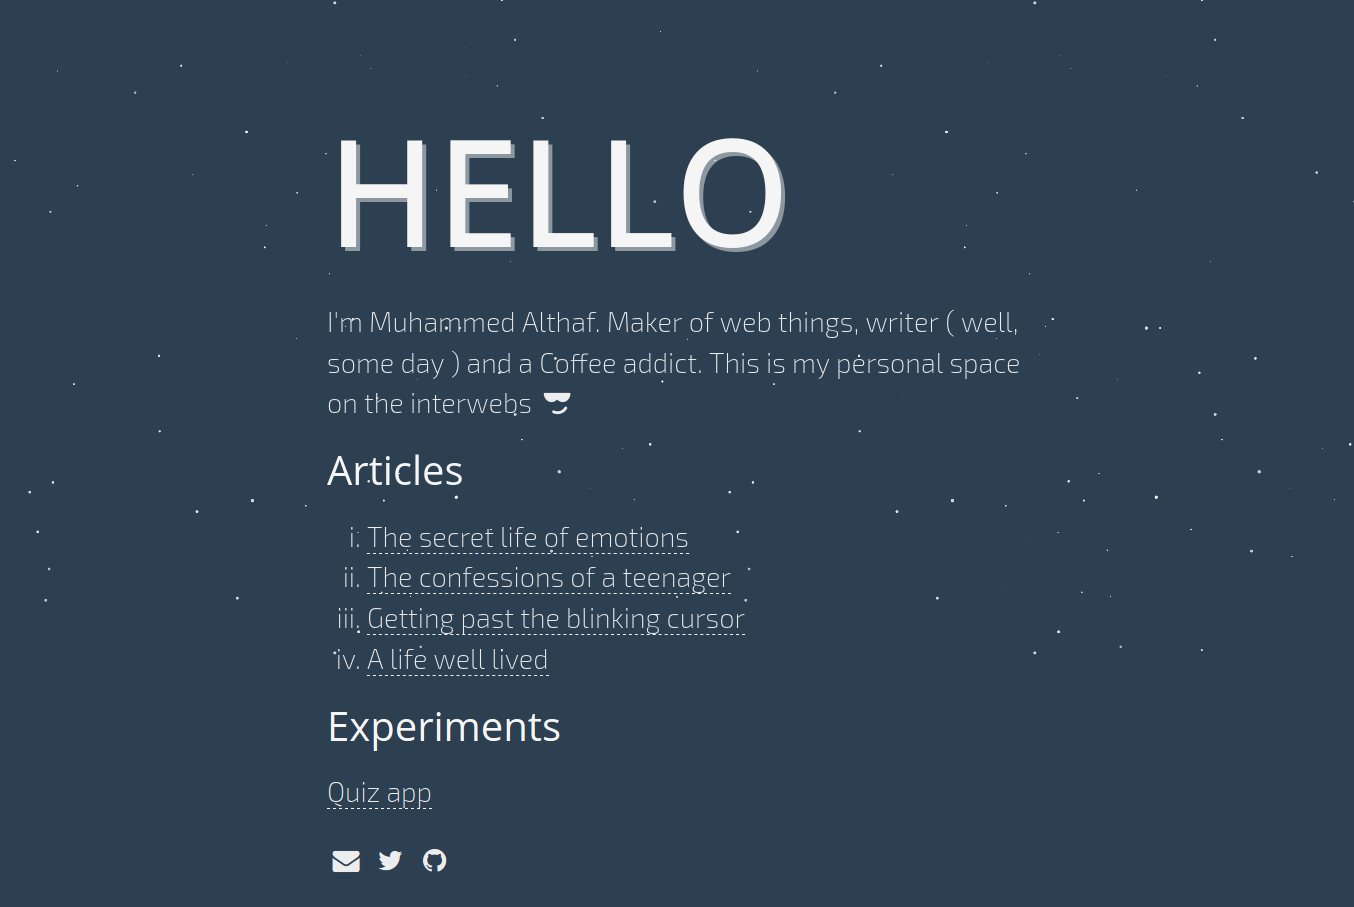 HELLO
I'm Muhammed Althaf. Maker of web things, writer ( well,
some day ) and a Coffee addict. This is my personal space
on the interwebs
Articles
i. The secret life of emotions
ii. The confessions of a teenager
iii. Getting past the blinking cursor
iv. A life well lived
Experiments
Quiz app